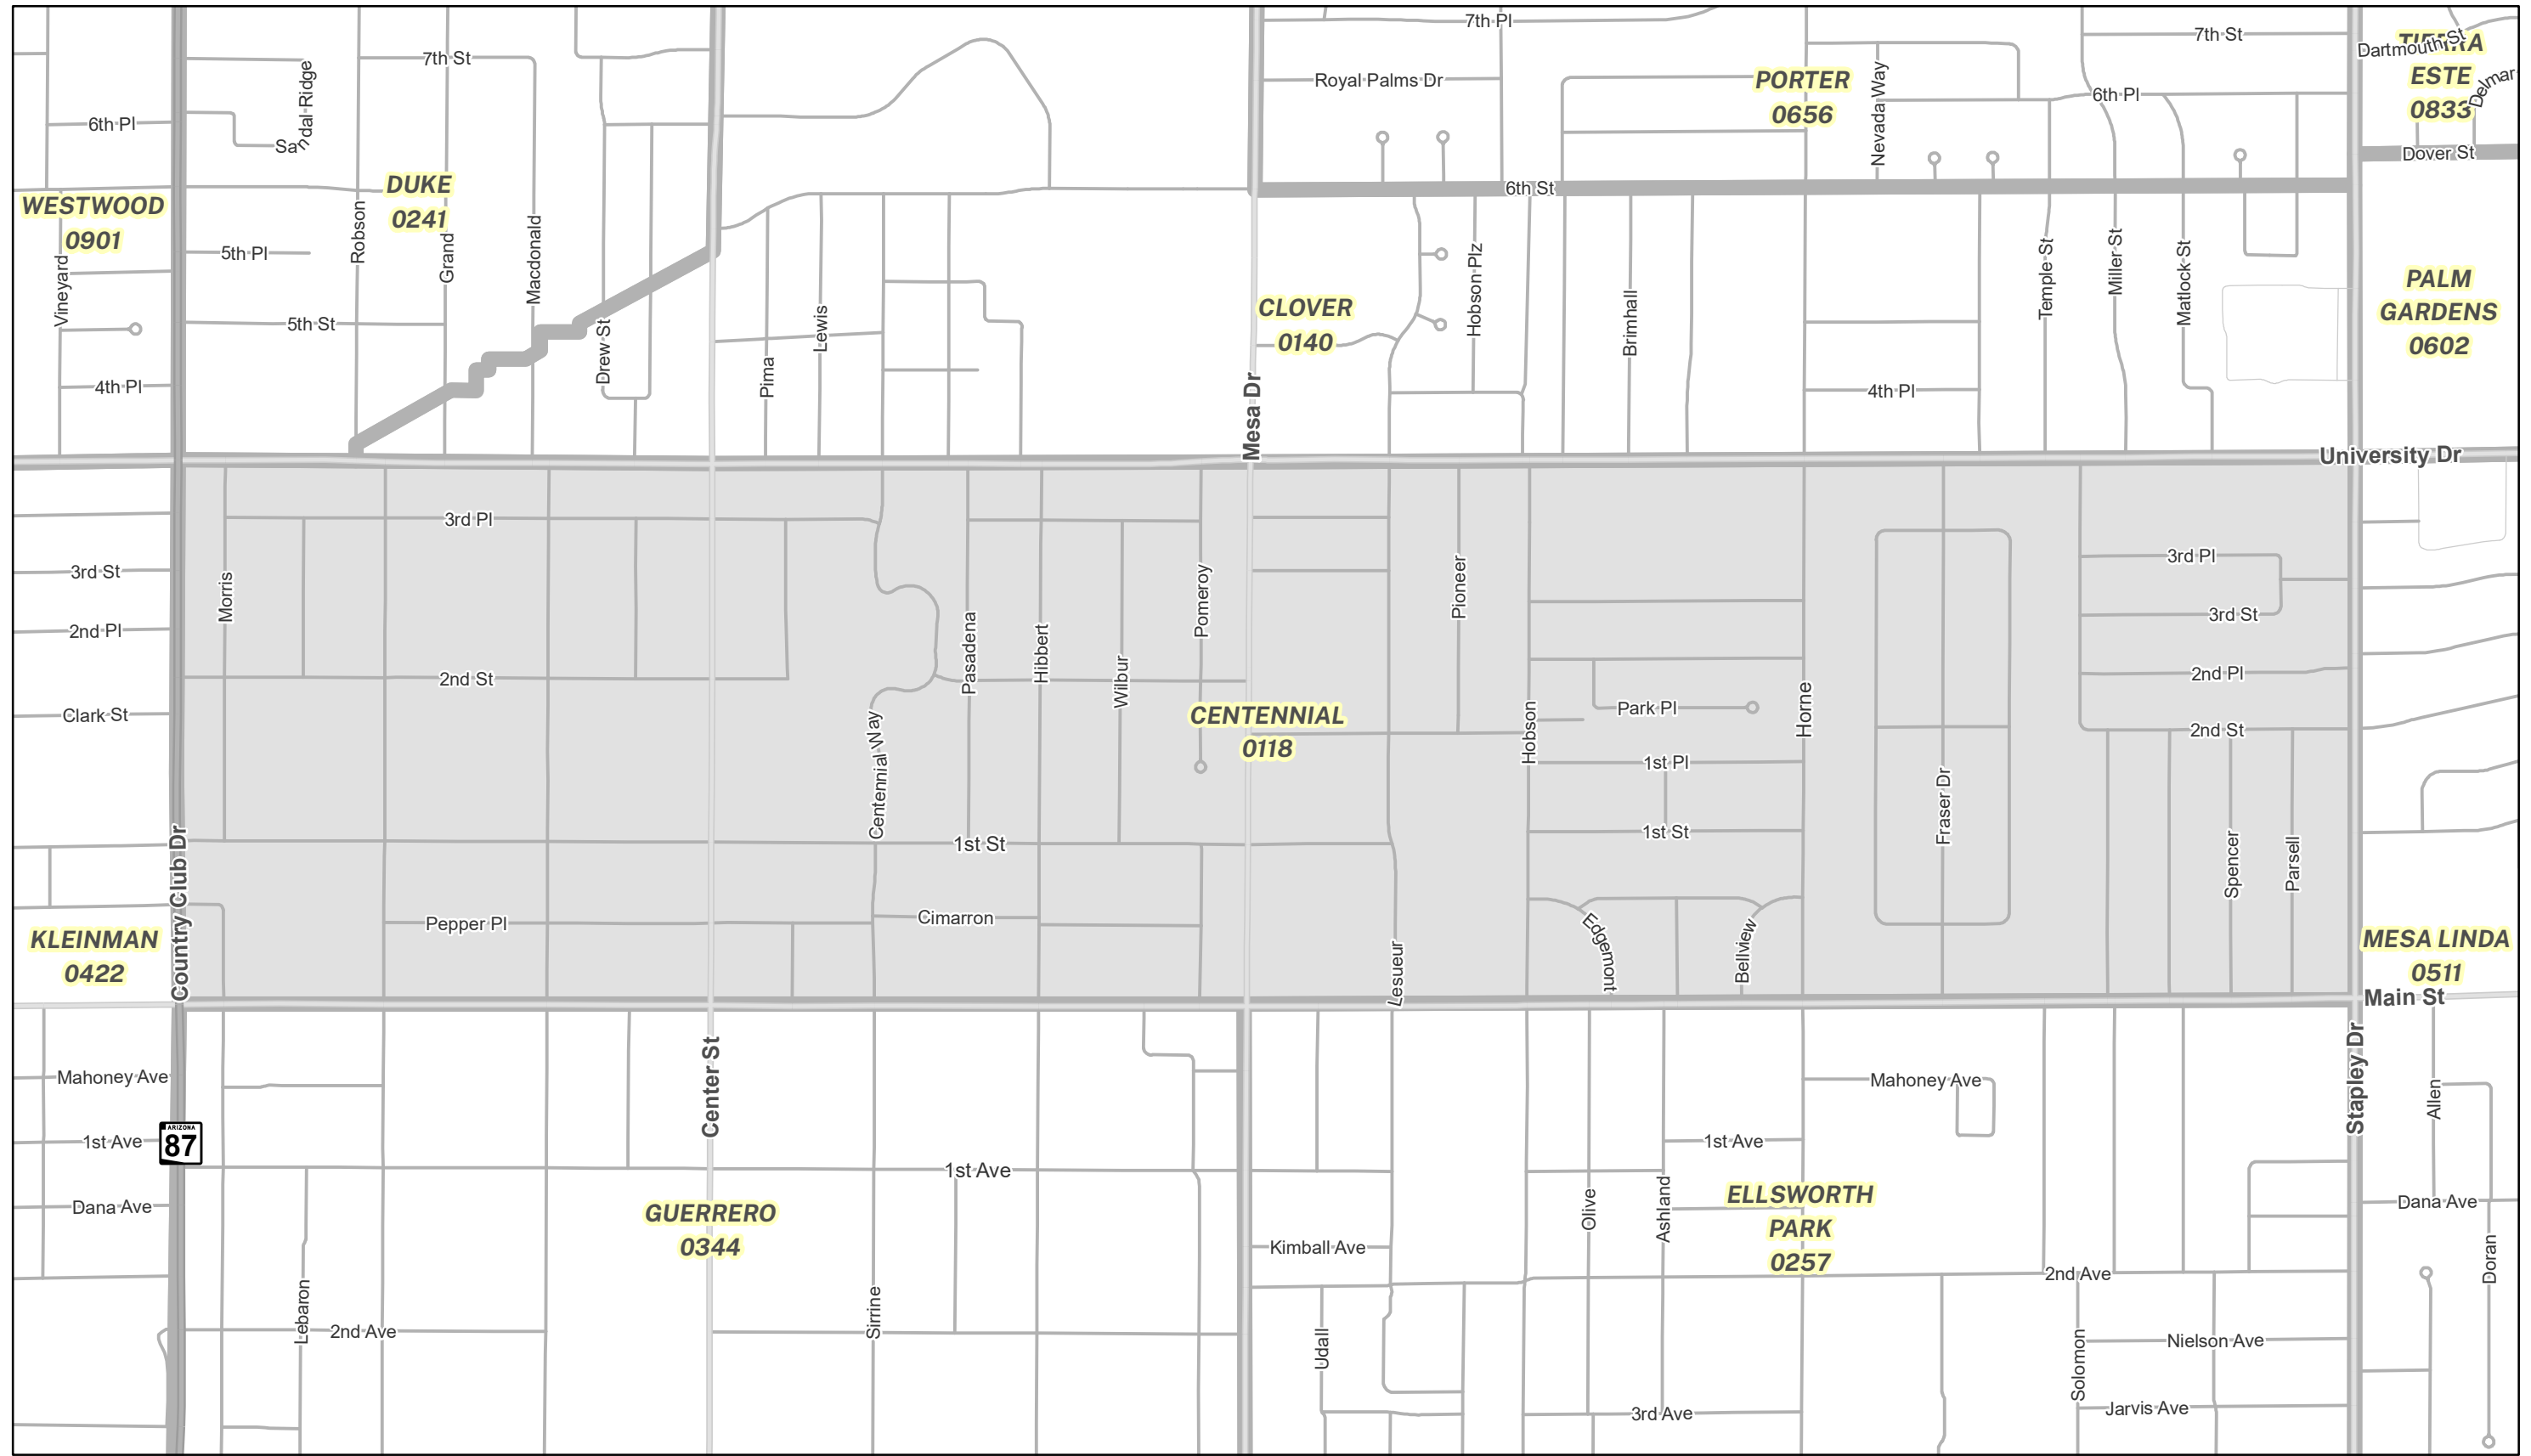 7th Pl
7th St
Dartmouth St
TIERRA
ESTE
0833
Delmar
7th St
Royal Palms Dr
PORTER
0656
Nevada Way
6th Pl
6th Pl
Sandal Ridge
Dover St
DUKE
0241
6th St
WESTWOOD
0901
Robson
Grand
Macdonald
5th Pl
Vineyard
Hobson Plz
Temple St
Miller St
Matlock St
PALM
GARDENS
0602
CLOVER
0140
5th St
Drew St
Pima
Lewis
Brimhall
4th Pl
4th Pl
Mesa Dr
University Dr
3rd Pl
3rd Pl
3rd St
Morris
Pomeroy
Pioneer
3rd St
2nd Pl
Pasadena
Hibbert
Wilbur
2nd St
2nd Pl
Clark St
CENTENNIAL
0118
Centennial Way
Hobson
Park Pl
Horne
2nd St
1st Pl
Fraser Dr
1st St
1st St
Spencer
Parsell
Country Club Dr
Pepper Pl
Cimarron
Edgemont
Bellview
Lesueur
KLEINMAN
0422
MESA LINDA
0511
Main St
Center St
Stapley Dr
Mahoney Ave
Mahoney Ave
Allen
ARIZONA
87
1st Ave
1st Ave
1st Ave
Dana Ave
Dana Ave
GUERRERO
0344
Olive
Ashland
ELLSWORTH
PARK
0257
Kimball Ave
Doran
2nd Ave
Lebaron
2nd Ave
Sirrine
Udall
Solomon
Nielson Ave
3rd Ave
Jarvis Ave